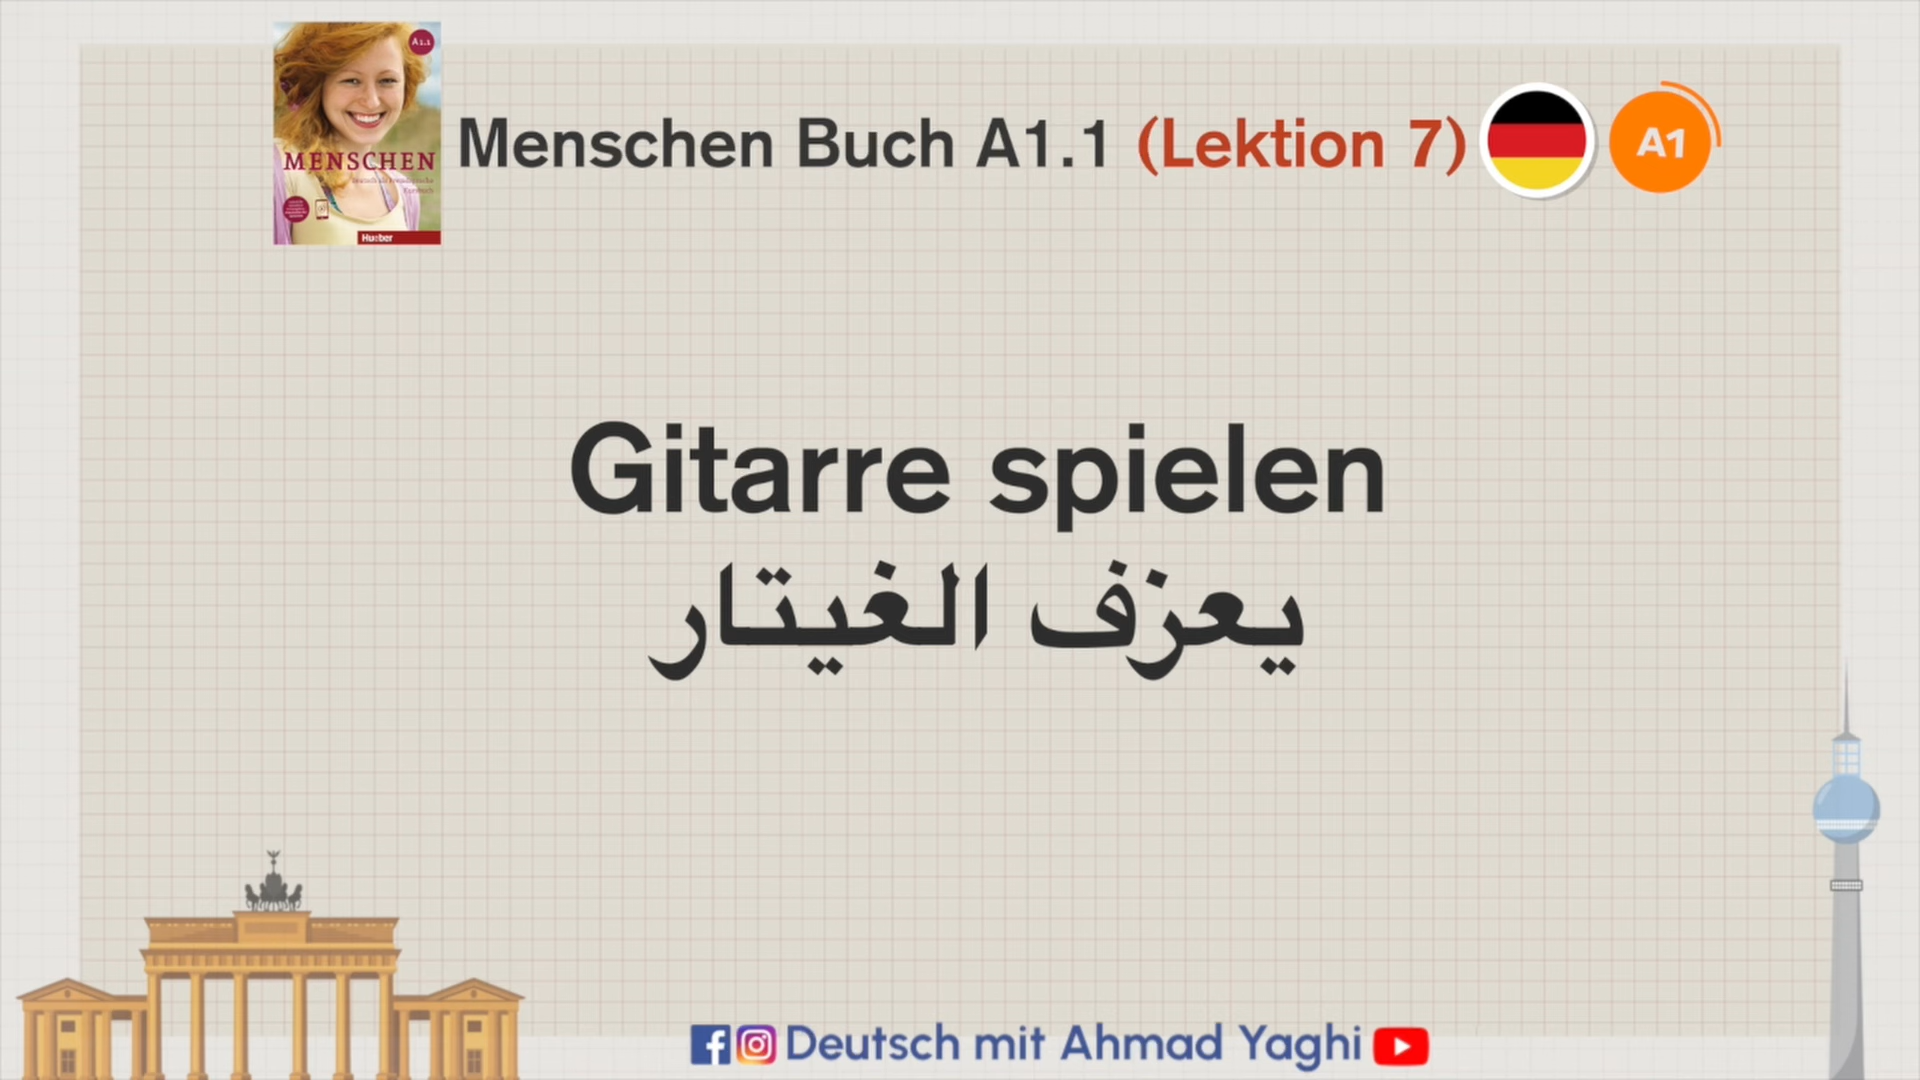 A1.1
MENSCHEN
Hueber
Menschen Buch A1.1 (Lektion 7)
A1
Gitarre spielen
يعزف الغيتار
Deutsch mit Ahmad Yaghi